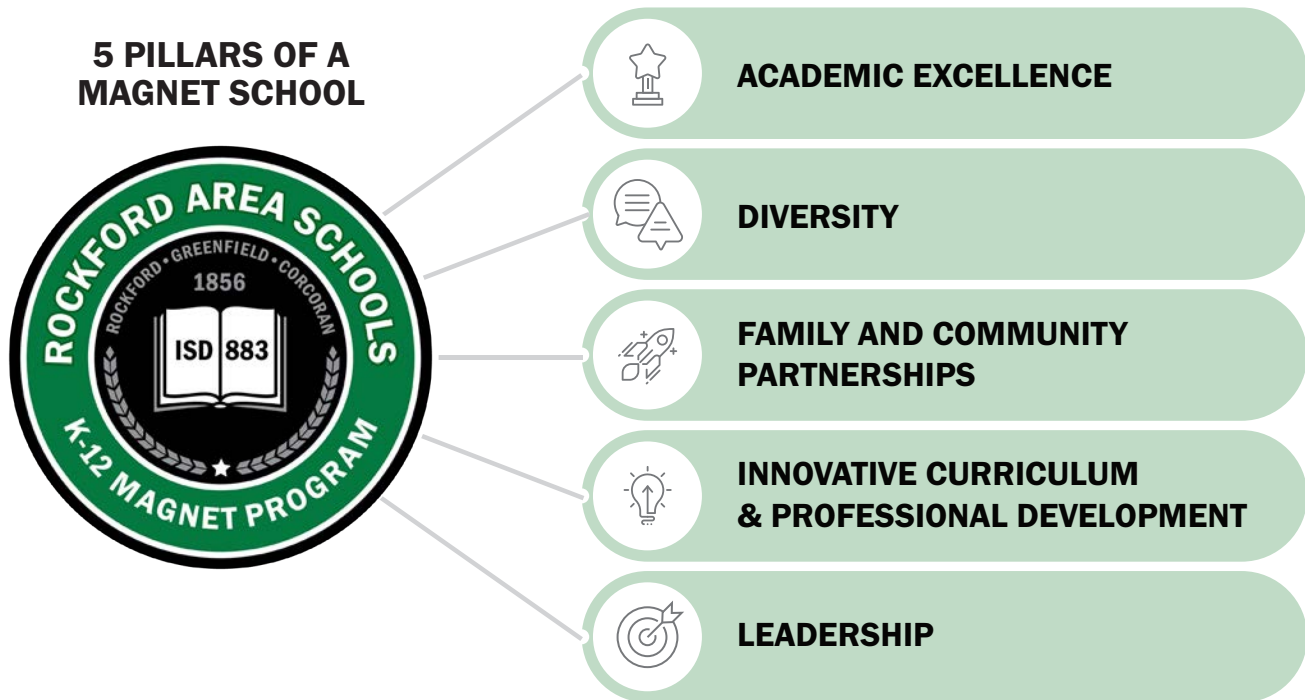 5 PILLARS OF A
MAGNET SCHOOL
ROCKFORD AREA SCHOOLS
ROCKFORD • GREENFIELD • CORCORAN
1856
ISD 883
K-12 MAGNET PROGRAM
ACADEMIC EXCELLENCE
DIVERSITY
FAMILY AND COMMUNITY
PARTNERSHIPS
INNOVATIVE CURRICULUM
& PROFESSIONAL DEVELOPMENT
LEADERSHIP